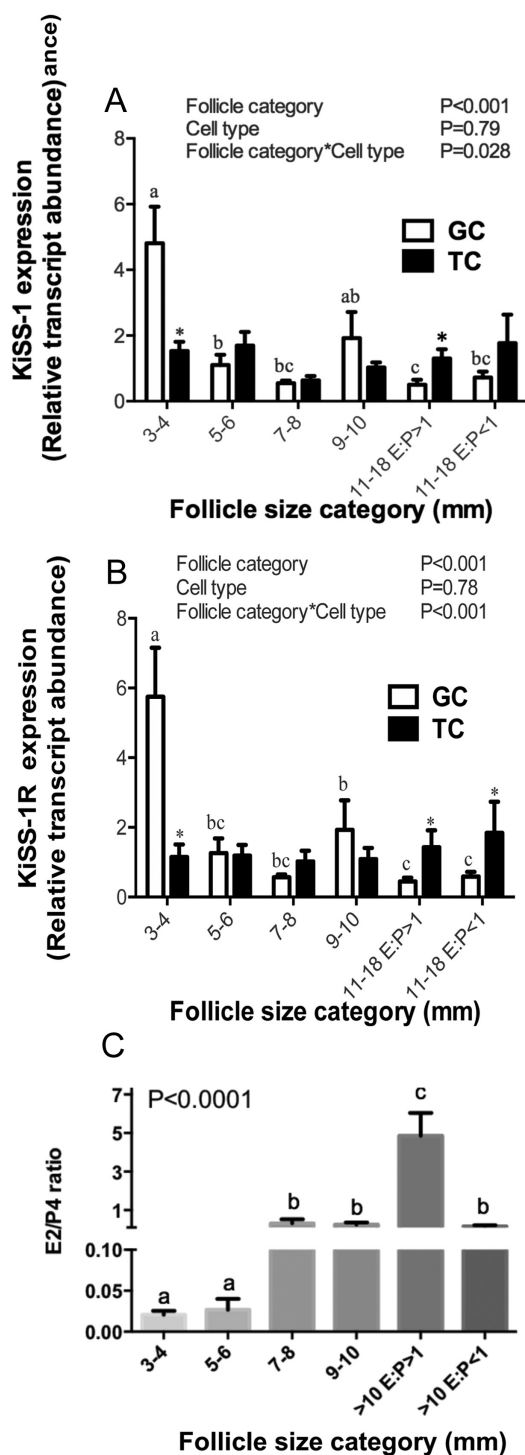 ance)
A
Follicle category P<0.001
Cell type P=0.79
Follicle category*Cell type P=0.028
KiSS-1 expression
(Relative transcript abundance)
8
6
4
2
0
GC
TC
a
*
b
bc
ab
c
*
bc
3-4
5-6
7-8
9-10
11-18 E:P>1
11-18 E:P<1
Follicle size category (mm)
B
Follicle category P<0.001
Cell type P=0.78
Follicle category*Cell type P<0.001
KiSS-1R expression
(Relative transcript abundance)
8
6
4
2
0
GC
TC
a
*
bc
bc
b
c
*
c
*
3-4
5-6
7-8
9-10
11-18 E:P>1
11-18 E:P<1
Follicle size category (mm)
C
P<0.0001
E2/P4 ratio
7
5
3
1
0.10
0.05
0.00
a
a
b
b
c
b
3-4
5-6
7-8
9-10
>10 E:P>1
>10 E:P<1
Follicle size category (mm)